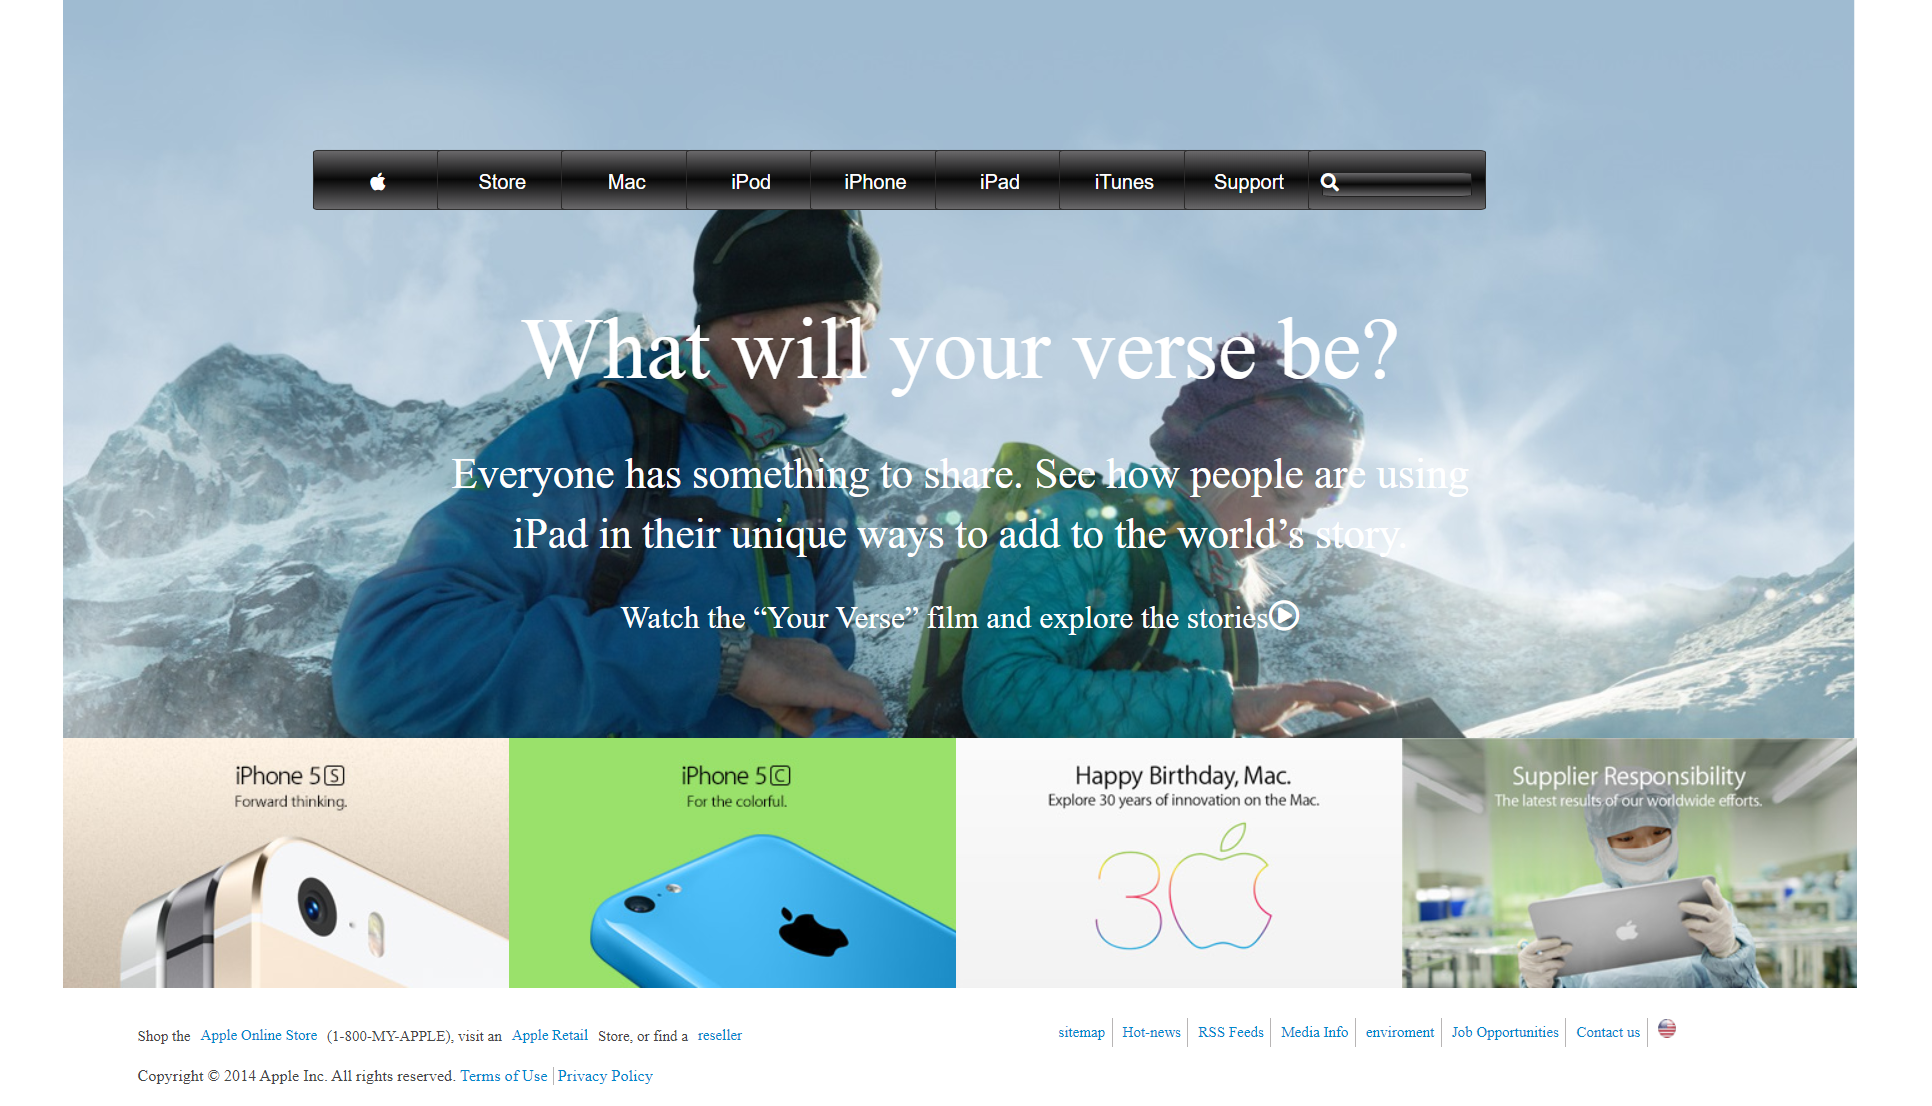 Store Mac iPod iPhone iPad iTunes Support
What will your verse be?
Everyone has something to share. See how people are using
iPad in their unique ways to add to the world’s story.
Watch the “Your Verse” film and explore the stories
iPhone 5S
Forward thinking.
iPhone 5C
For the colorful.
Happy Birthday, Mac.
Explore 30 years of innovation on the Mac.
30
Supplier Responsibility
The latest results of our worldwide efforts.
Shop the Apple Online Store (1-800-MY-APPLE), visit an Apple Retail Store, or find a reseller
sitemap Hot-news RSS Feeds Media Info enviroment Job Opportunities Contact us
Copyright © 2014 Apple Inc. All rights reserved. Terms of Use Privacy Policy